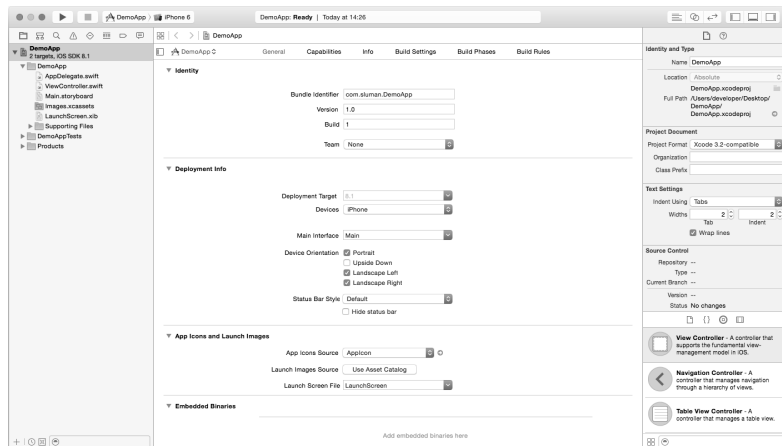 DemoApp
iPhone 6
DemoApp: Ready | Today at 14:26
DemoApp
2 targets, iOS SDK 8.1
DemoApp
AppDelegate.swift
ViewController.swift
Main.storyboard
Images.xcassets
LaunchScreen.xib
Supporting Files
DemoAppTests
Products
DemoApp
DemoApp
General
Capabilities
Info
Build Settings
Build Phases
Build Rules
Identity
Bundle Identifier com.sluman.DemoApp
Version 1.0
Build 1
Team None
Deployment Info
Deployment Target 8.1
Devices iPhone
Main Interface Main
Device Orientation Portrait
Upside Down
Landscape Left
Landscape Right
Status Bar Style Default
Hide status bar
App Icons and Launch Images
App Icons Source AppIcon
Launch Images Source Use Asset Catalog
Launch Screen File LaunchScreen
Embedded Binaries
Add embedded binaries here
Identity and Type
Name DemoApp
Location Absolute
DemoApp.xcodeproj
Full Path /Users/developer/Desktop/
DemoApp/
DemoApp.xcodeproj
Project Document
Project Format Xcode 3.2-compatible
Organization
Class Prefix
Text Settings
Indent Using Tabs
Widths 2 2
Tab Indent
Wrap lines
Source Control
Repository --
Type --
Current Branch --
Version --
Status No changes
View Controller - A controller that
supports the fundamental view-
management model in iOS.
Navigation Controller - A
controller that manages navigation
through a hierarchy of views.
Table View Controller - A
controller that manages a table view.